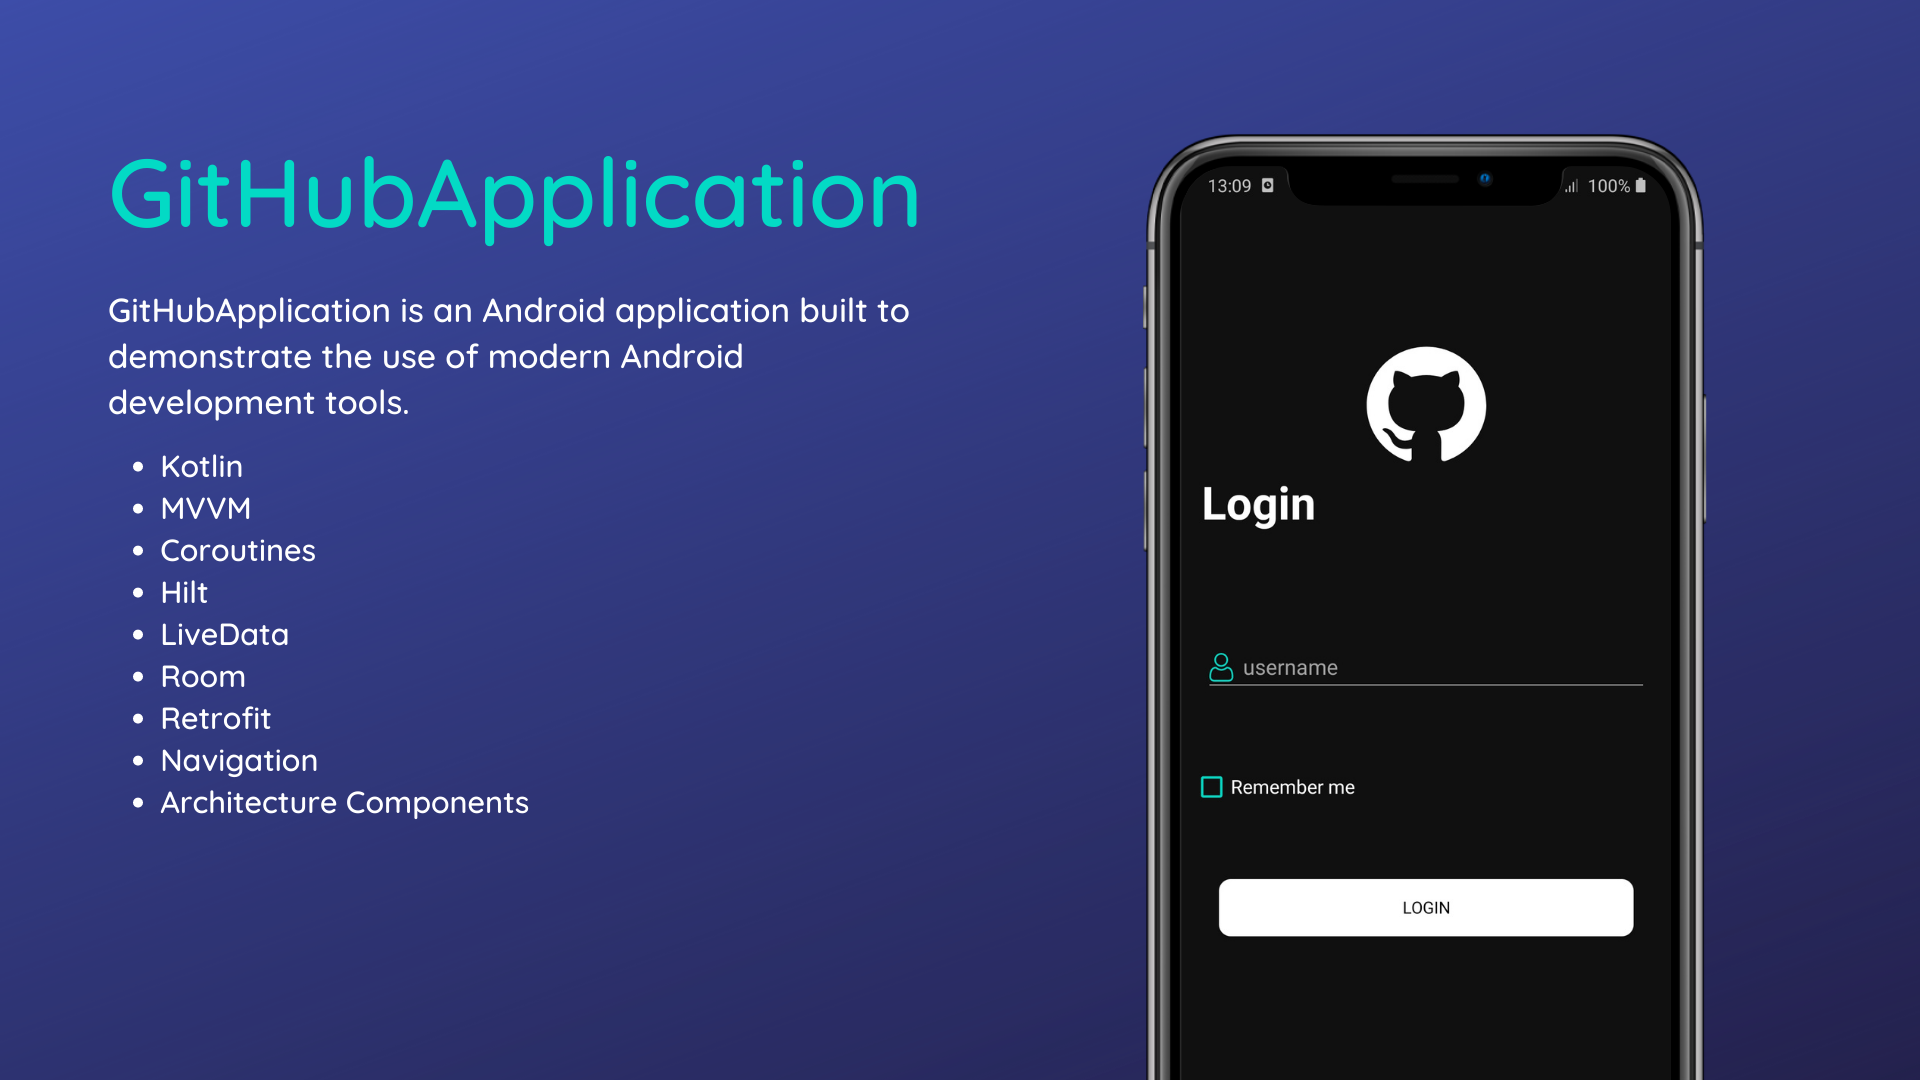 GitHubApplication
GitHubApplication is an Android application built to
demonstrate the use of modern Android
development tools.
• Kotlin
• MVVM
• Coroutines
• Hilt
• LiveData
• Room
• Retrofit
• Navigation
• Architecture Components
13:09 100%
Login
username
Remember me
LOGIN